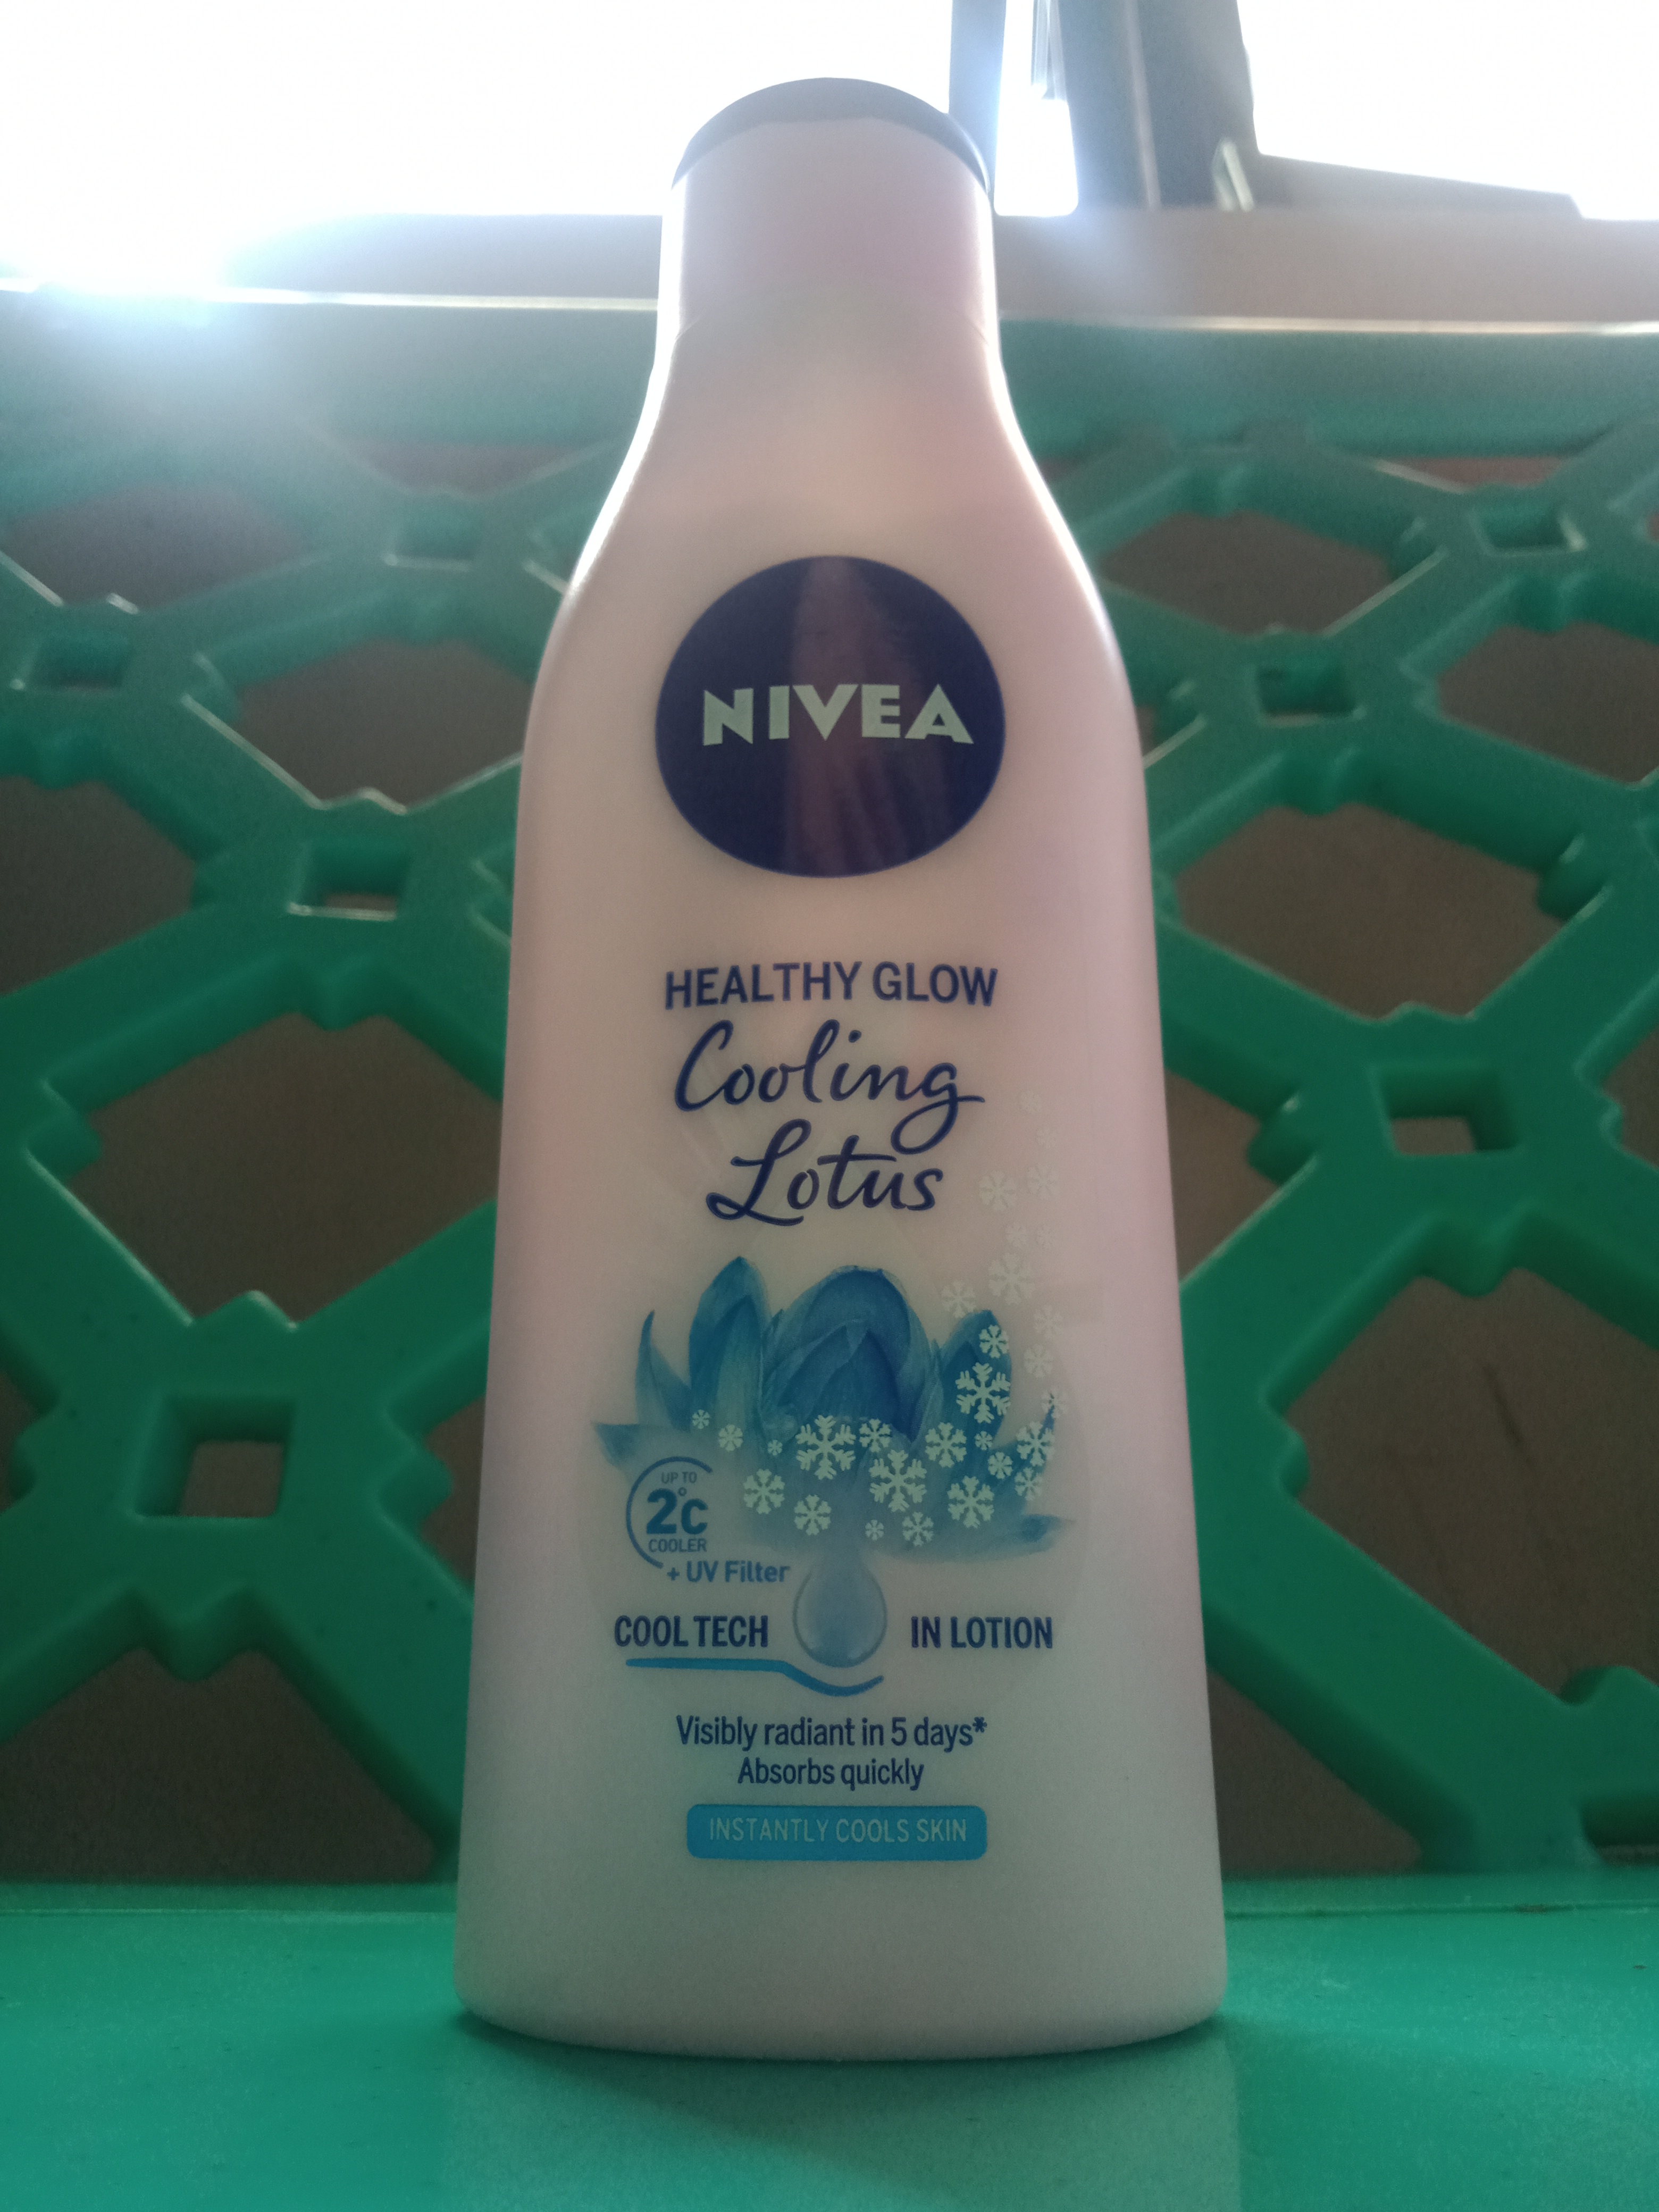 NIVEA
HEALTHY GLOW
Cooling
Lotus
UP TO
2°C
COOLER
+ UV Filter
COOL TECH IN LOTION
Visibly radiant in 5 days*
Absorbs quickly
INSTANTLY COOLS SKIN